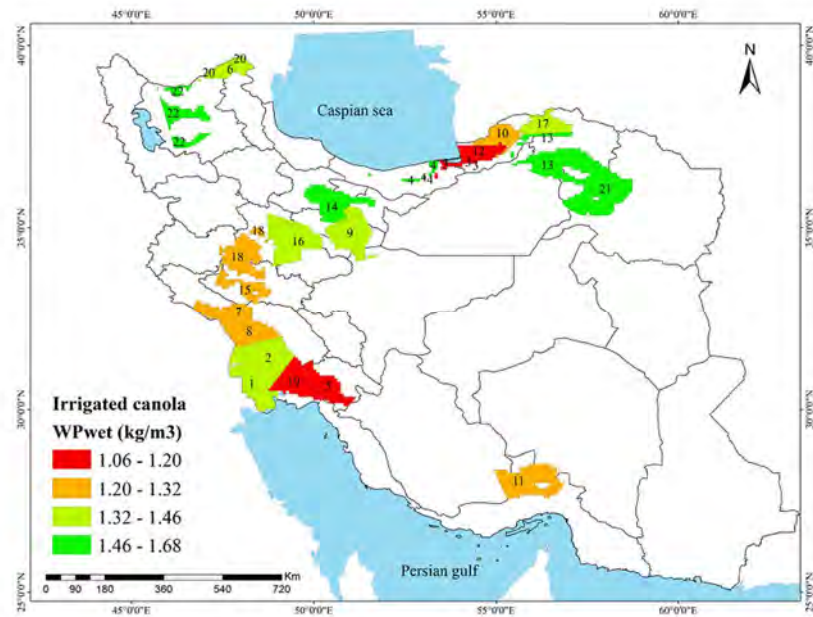 45°0'0"E 50°0'0"E 55°0'0"E 60°0'0"E
40°0'0"N 40°0'0"N
N
20
20 6
22
22
22
Caspian sea
10
17
12
13
13
21
4
4
14
9
16
18
18
15
7
8
2
1
19
5
11
35°0'0"N 35°0'0"N
30°0'0"N 30°0'0"N
25°0'0"N 25°0'0"N
Irrigated canola
WPwet (kg/m3)
1.06 - 1.20
1.20 - 1.32
1.32 - 1.46
1.46 - 1.68
Km
0 90 180 360 540 720
Persian gulf
45°0'0"E 50°0'0"E 55°0'0"E 60°0'0"E